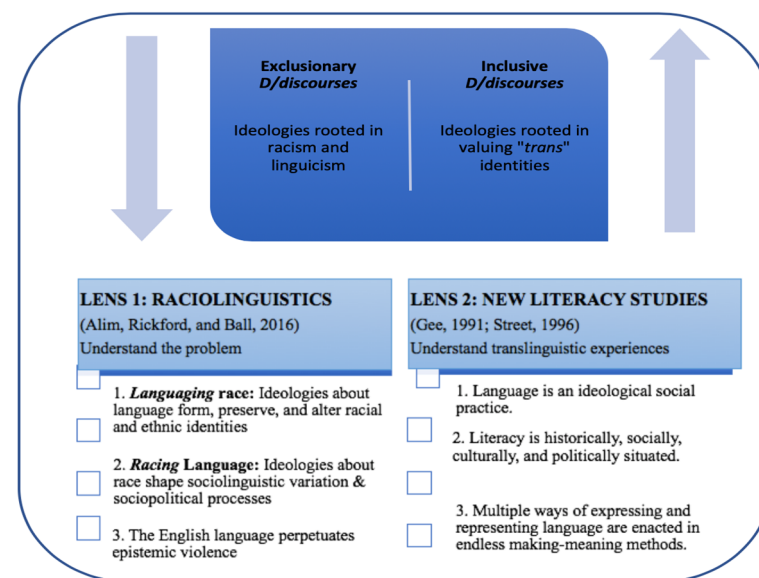 Exclusionary
D/discourses
Ideologies rooted in
racism and
linguicism
Inclusive
D/discourses
Ideologies rooted in
valuing "trans"
identities
LENS 1: RACIOLINGUISTICS
(Alim, Rickford, and Ball, 2016)
Understand the problem
1. Languaging race: Ideologies about
language form, preserve, and alter racial
and ethnic identities
2. Racing Language: Ideologies about
race shape sociolinguistic variation &
sociopolitical processes
3. The English language perpetuates
epistemic violence
LENS 2: NEW LITERACY STUDIES
(Gee, 1991; Street, 1996)
Understand translinguistic experiences
1. Language is an ideological social
practice.
2. Literacy is historically, socially,
culturally, and politically situated.
3. Multiple ways of expressing and
representing language are enacted in
endless making-meaning methods.